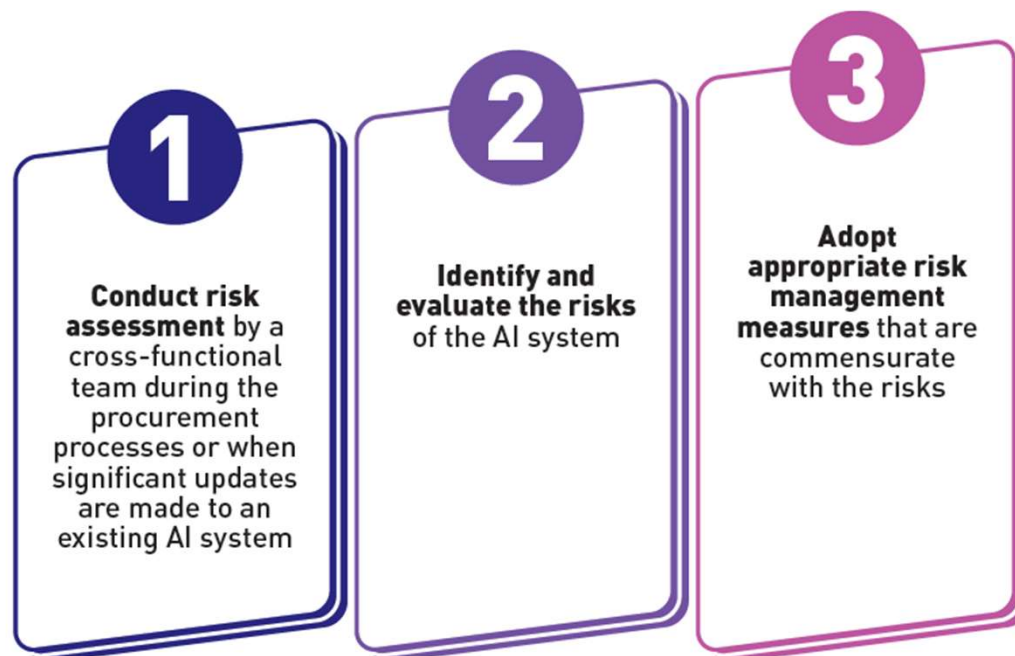 1
Conduct risk
assessment by a
cross-functional
team during the
procurement
processes or when
significant updates
are made to an
existing AI system
2
Identify and
evaluate the risks
of the AI system
3
Adopt
appropriate risk
management
measures that are
commensurate
with the risks